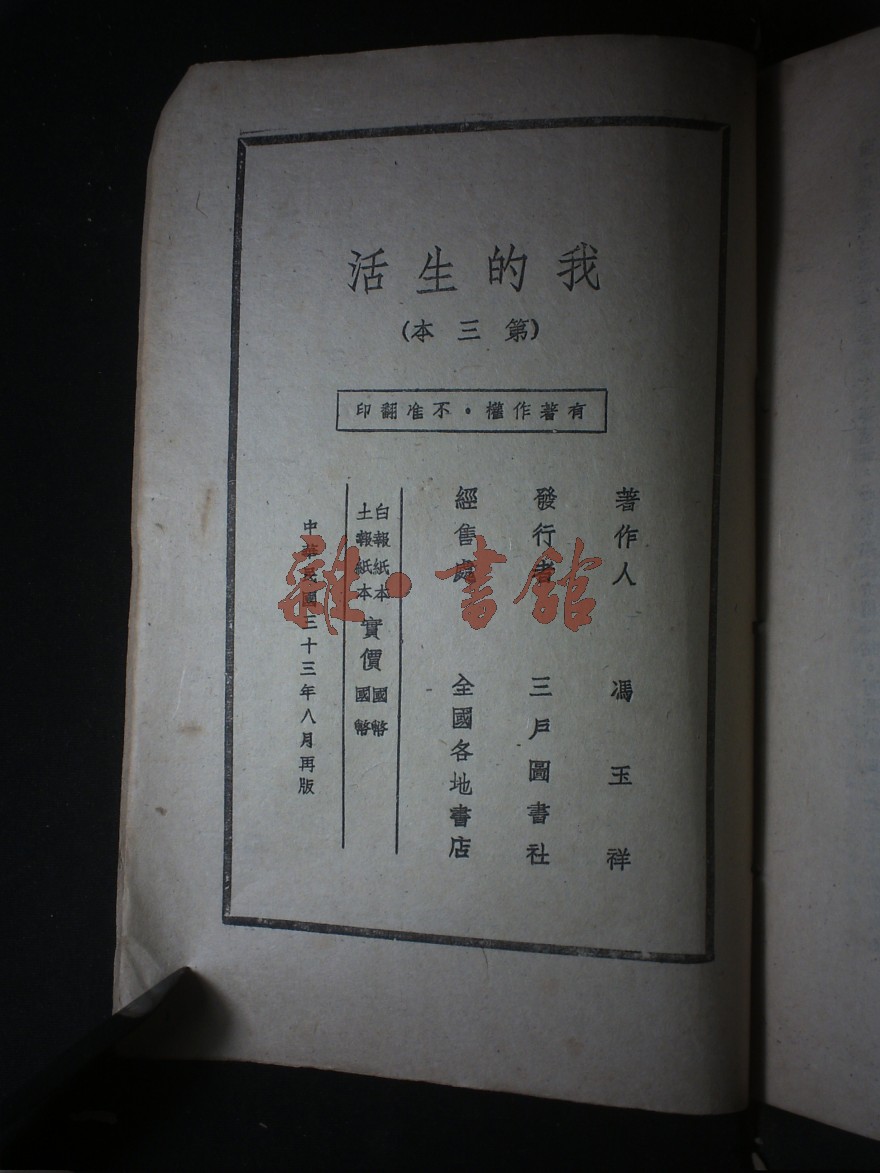 我的生活
(第三本)
有著作權・不准翻印
著作人 馮玉祥
發行者 三戶圖書社
經售處 全國各地書店
白報紙本
土報紙本
實價
國幣
國幣
中華民國三十三年八月再版
雜・書館